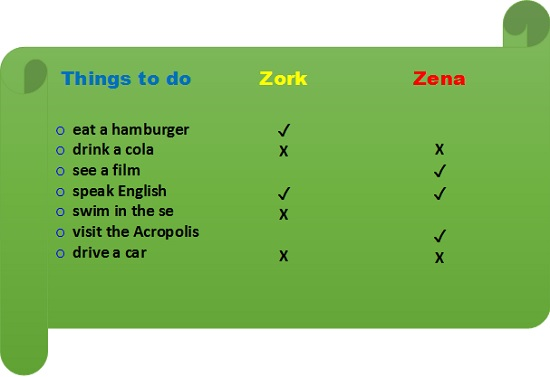 Things to do Zork Zena
o eat a hamburger ✓
o drink a cola X X
o see a film ✓
o speak English ✓ ✓
o swim in the se X
o visit the Acropolis ✓
o drive a car X X